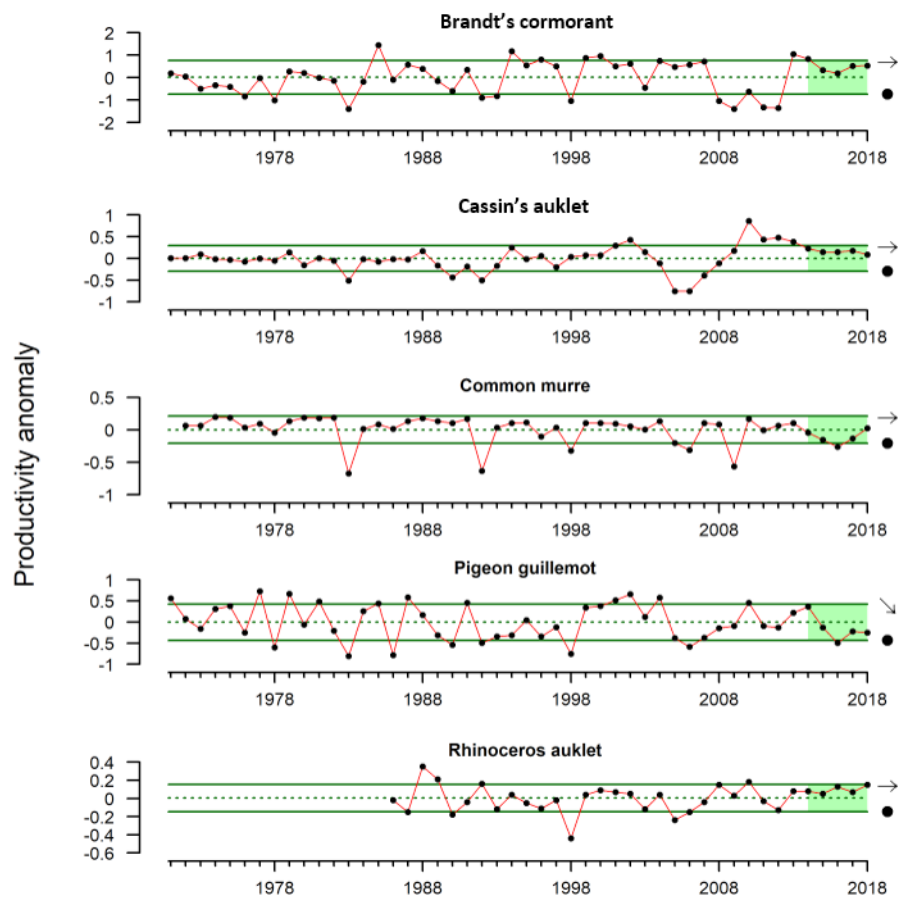 Brandt's cormorant
2
1
0
-1
-2
1978 1988 1998 2008 2018
Cassin's auklet
1
0.5
0
-0.5
-1
1978 1988 1998 2008 2018
Productivity anomaly
Common murre
0.5
0
-0.5
-1
1978 1988 1998 2008 2018
Pigeon guillemot
1
0.5
0
-0.5
-1
1978 1988 1998 2008 2018
Rhinoceros auklet
0.4
0.2
0
-0.2
-0.4
-0.6
1978 1988 1998 2008 2018